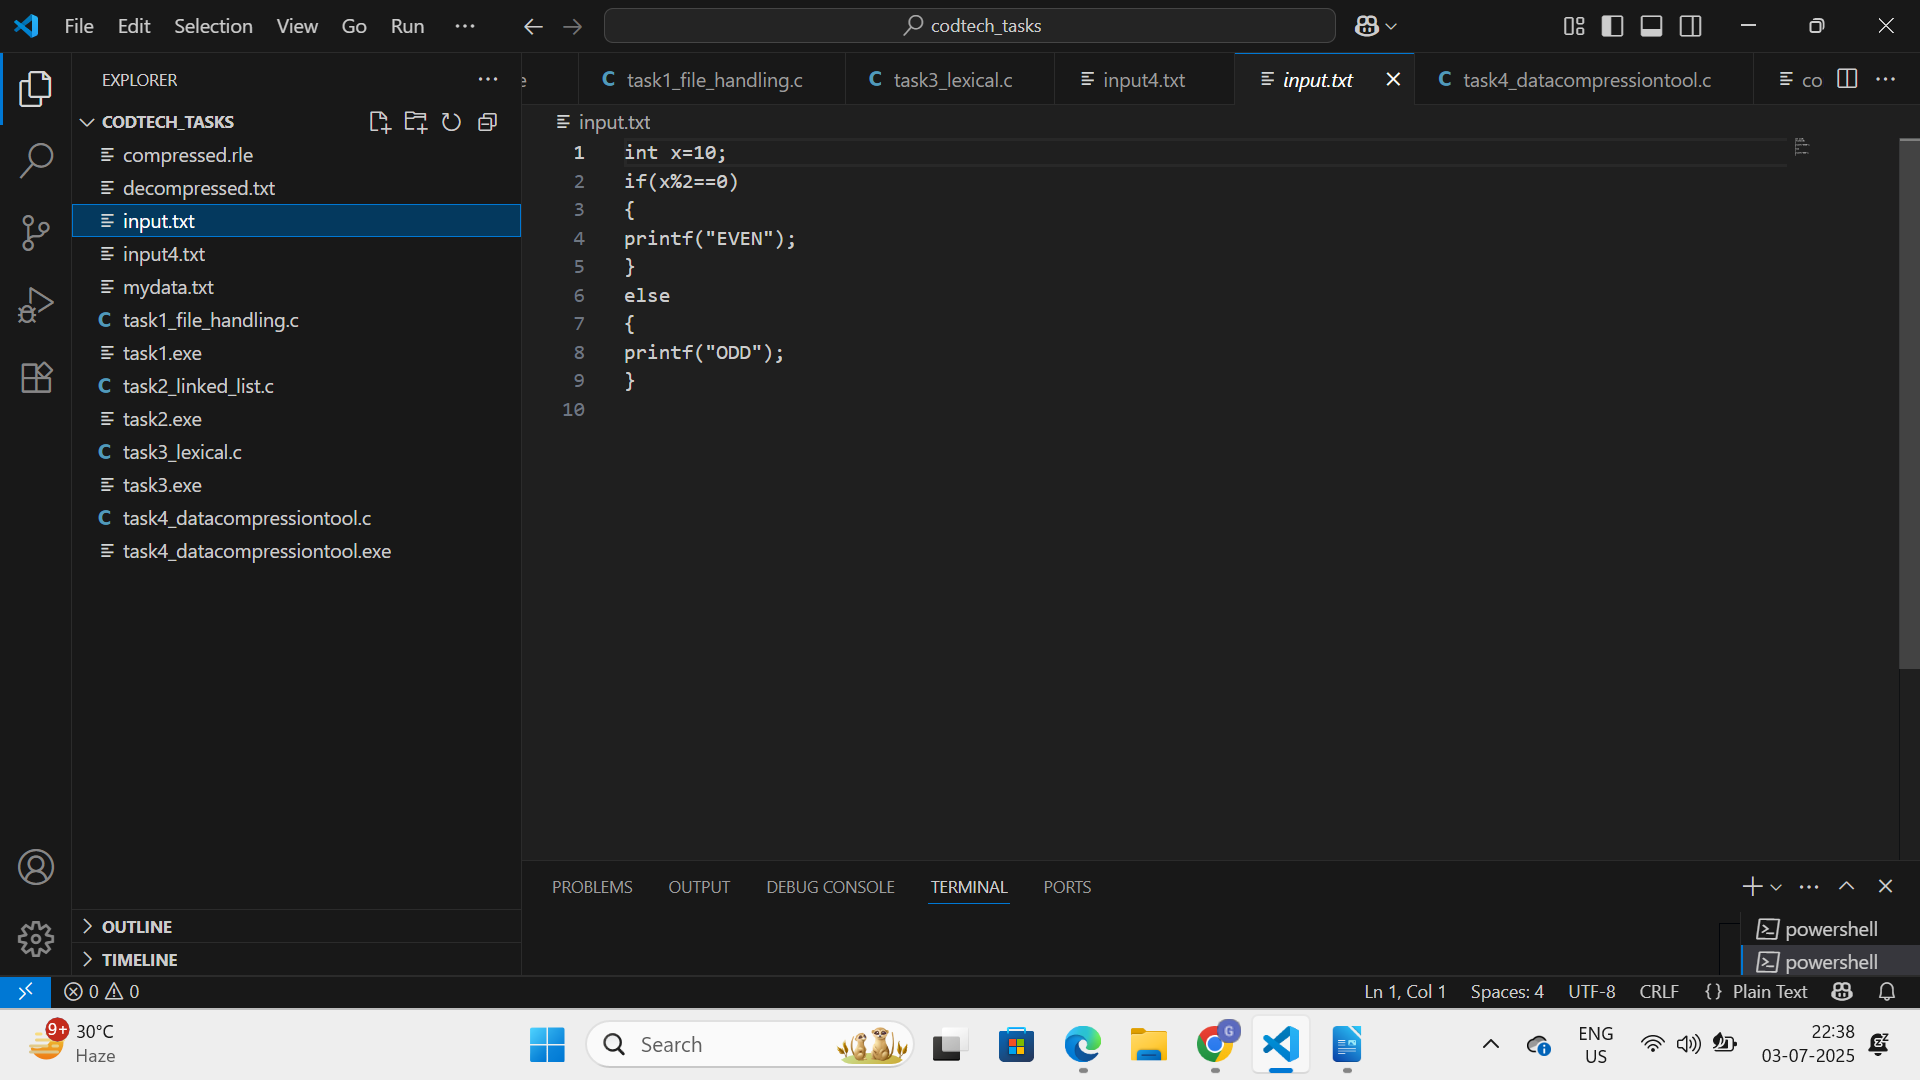 File Edit Selection View Go Run ··· codtech_tasks
EXPLORER
e task1_file_handling.c task3_lexical.c input4.txt input.txt task4_datacompressiontool.c co
CODTECH_TASKS
compressed.rle
decompressed.txt
input.txt
input4.txt
mydata.txt
task1_file_handling.c
task1.exe
task2_linked_list.c
task2.exe
task3_lexical.c
task3.exe
task4_datacompressiontool.c
task4_datacompressiontool.exe
OUTLINE
TIMELINE
input.txt
1 int x=10;
2 if(x%2==0)
3 {
4 printf("EVEN");
5 }
6 else
7 {
8 printf("ODD");
9 }
10
PROBLEMS OUTPUT DEBUG CONSOLE TERMINAL PORTS
powershell
powershell
0 0 Ln 1, Col 1 Spaces: 4 UTF-8 CRLF {} Plain Text
9+ 30°C
Haze
Search
G
ENG
US
22:38
03-07-2025